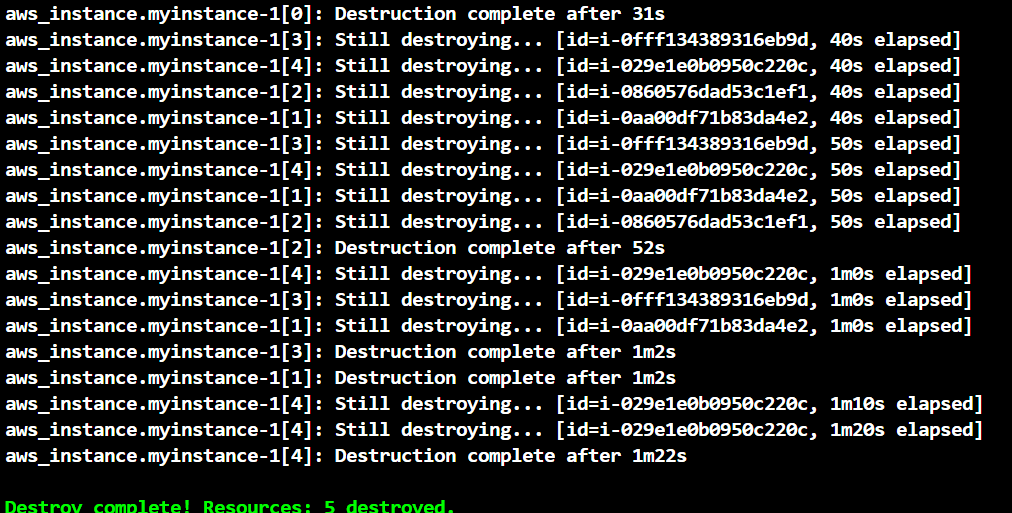 aws_instance.myinstance-1[0]: Destruction complete after 31s
aws_instance.myinstance-1[3]: Still destroying... [id=i-0fff134389316eb9d, 40s elapsed]
aws_instance.myinstance-1[4]: Still destroying... [id=i-029e1e0b0950c220c, 40s elapsed]
aws_instance.myinstance-1[2]: Still destroying... [id=i-0860576dad53c1ef1, 40s elapsed]
aws_instance.myinstance-1[1]: Still destroying... [id=i-0aa00df71b83da4e2, 40s elapsed]
aws_instance.myinstance-1[3]: Still destroying... [id=i-0fff134389316eb9d, 50s elapsed]
aws_instance.myinstance-1[4]: Still destroying... [id=i-029e1e0b0950c220c, 50s elapsed]
aws_instance.myinstance-1[1]: Still destroying... [id=i-0aa00df71b83da4e2, 50s elapsed]
aws_instance.myinstance-1[2]: Still destroying... [id=i-0860576dad53c1ef1, 50s elapsed]
aws_instance.myinstance-1[2]: Destruction complete after 52s
aws_instance.myinstance-1[4]: Still destroying... [id=i-029e1e0b0950c220c, 1m0s elapsed]
aws_instance.myinstance-1[3]: Still destroying... [id=i-0fff134389316eb9d, 1m0s elapsed]
aws_instance.myinstance-1[1]: Still destroying... [id=i-0aa00df71b83da4e2, 1m0s elapsed]
aws_instance.myinstance-1[3]: Destruction complete after 1m2s
aws_instance.myinstance-1[1]: Destruction complete after 1m2s
aws_instance.myinstance-1[4]: Still destroying... [id=i-029e1e0b0950c220c, 1m10s elapsed]
aws_instance.myinstance-1[4]: Still destroying... [id=i-029e1e0b0950c220c, 1m20s elapsed]
aws_instance.myinstance-1[4]: Destruction complete after 1m22s
Destroy complete! Resources: 5 destroyed.